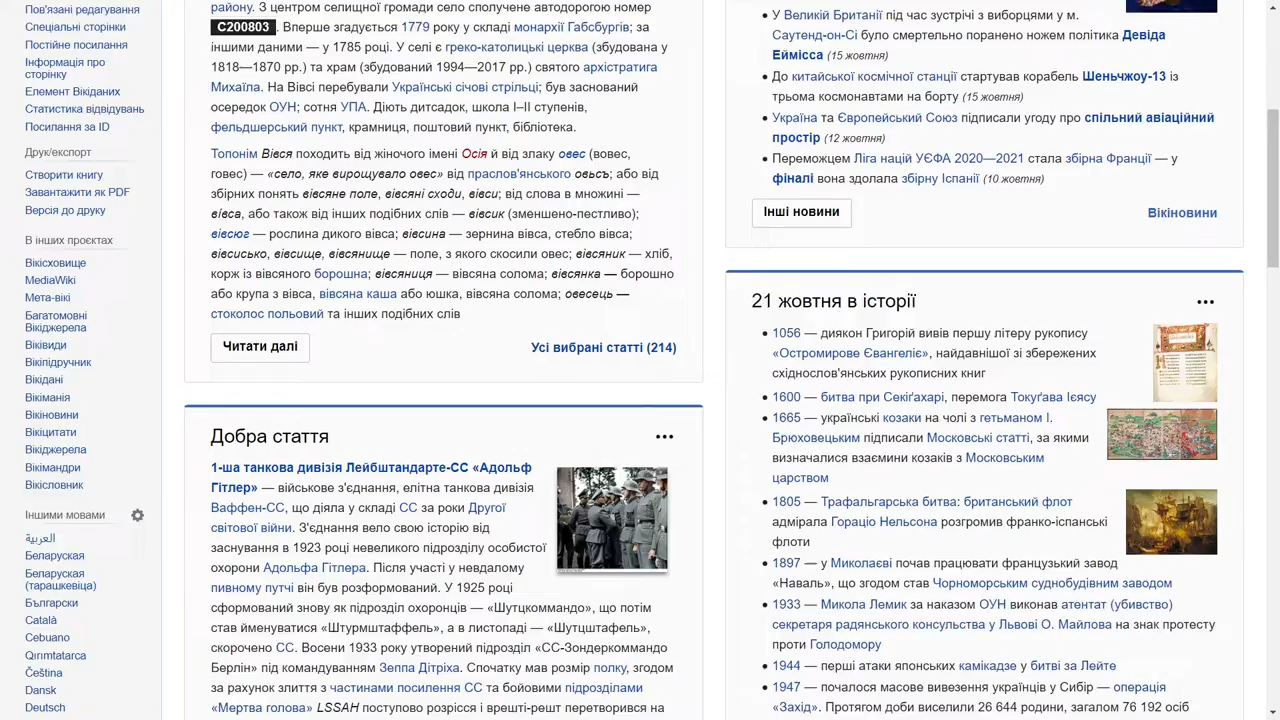 Пов'язані редагування
Спеціальні сторінки
Постійне посилання
Інформація про
сторінку
Елемент Вікіданих
Статистика відвідувань
Посилання за ID
Друк/експорт
Створити книгу
Завантажити як PDF
Версія до друку
В інших проєктах
Вікісховище
MediaWiki
Мета-вікі
Багатомовні
Вікіджерела
Віківиди
Вікіпідручник
Вікідані
Вікіманія
Вікіновини
Вікіцитати
Вікіджерела
Вікімандри
Вікісловник
Іншими мовами
العربية
Беларуская
Беларуская
(тарашкевіца)
Български
Català
Cebuano
Qırımtatarca
Čeština
Dansk
Deutsch
району. З центром селищної громади село сполучене автодорогою номер
С200803 . Вперше згадується 1779 року у складі монархії Габсбургів; за
іншими даними — у 1785 році. У селі є греко-католицькі церква (збудована у
1818—1870 рр.) та храм (збудований 1994—2017 рр.) святого архістратига
Михаїла. На Вівсі перебували Українські січові стрільці; був заснований
осередок ОУН; сотня УПА. Діють дитсадок, школа І–ІІ ступенів,
фельдшерський пункт, крамниця, поштовий пункт, бібліотека.
Топонім Вівся походить від жіночого імені Осія й від злаку овес (вовес,
говес) — «село, яке вирощувало овес» від праслов'янського овьсъ; або від
збірних понять вівсяне поле, вівсяні сходи, вівси; від слова в множині —
ві́вса, або також від інших подібних слів — вівсик (зменшено-пестливо);
вівсюг — рослина дикого вівса; вівсина — зернина вівса, стебло вівса;
вівсисько, вівсище, вівсянище — поле, з якого скосили овес; вівсяник — хліб,
корж із вівсяного борошна; вівсяниця — вівсяна солома; вівсянка — борошно
або крупа з вівса, вівсяна каша або юшка, вівсяна солома; овесець —
стоколос польовий та інших подібних слів
Читати далі
Усі вибрані статті (214)
Добра стаття
1-ша танкова дивізія Лейбштандарте-СС «Адольф
Гітлер» — військове з'єднання, елітна танкова дивізія
Ваффен-СС, що діяла у складі СС за роки Другої
світової війни. З'єднання вело свою історію від
заснування в 1923 році невеликого підрозділу особистої
охорони Адольфа Гітлера. Після участі у невдалому
пивному путчі він був розформований. У 1925 році
сформований знову як підрозділ охоронців — «Шутцкоммандо», що потім
став йменуватися «Штурмштаффель», а в листопаді — «Шутцштафель»,
скорочено СС. Восени 1933 року утворений підрозділ «СС-Зондеркоммандо
Берлін» під командуванням Зеппа Дітріха. Спочатку мав розмір полку, згодом
за рахунок злиття з частинами посилення СС та бойовими підрозділами
«Мертва голова» LSSAH поступово розрісся і врешті-решт перетворився на
У Великій Британії під час зустрічі з виборцями у м.
Саутенд-он-Сі було смертельно поранено ножем політика Девіда
Еймісса (15 жовтня)
До китайської космічної станції стартував корабель Шеньчжоу-13 із
трьома космонавтами на борту (15 жовтня)
Україна та Європейський Союз підписали угоду про спільний авіаційний
простір (12 жовтня)
Переможцем Ліга націй УЄФА 2020—2021 стала збірна Франції — у
фіналі вона здолала збірну Іспанії (10 жовтня)
Інші новини
Вікіновини
21 жовтня в історії
1056 — диякон Григорій вивів першу літеру рукопису
«Остромирове Євангеліє», найдавнішої зі збережених
східнослов'янських рукописних книг
1600 — битва при Секіґахарі, перемога Токуґава Ієясу
1665 — українські козаки на чолі з гетьманом І.
Брюховецьким підписали Московські статті, за якими
визначалися взаємини козаків з Московським
царством
1805 — Трафальгарська битва: британський флот
адмірала Гораціо Нельсона розгромив франко-іспанські
флоти
1897 — у Миколаєві почав працювати французький завод
«Наваль», що згодом став Чорноморським суднобудівним заводом
1933 — Микола Лемик за наказом ОУН виконав атентат (убивство)
секретаря радянського консульства у Львові О. Майлова на знак протесту
проти Голодомору
1944 — перші атаки японських камікадзе у битві за Лейте
1947 — почалося масове вивезення українців у Сибір — операція
«Захід». Протягом доби виселили 26 644 родини, загалом 76 192 осіб